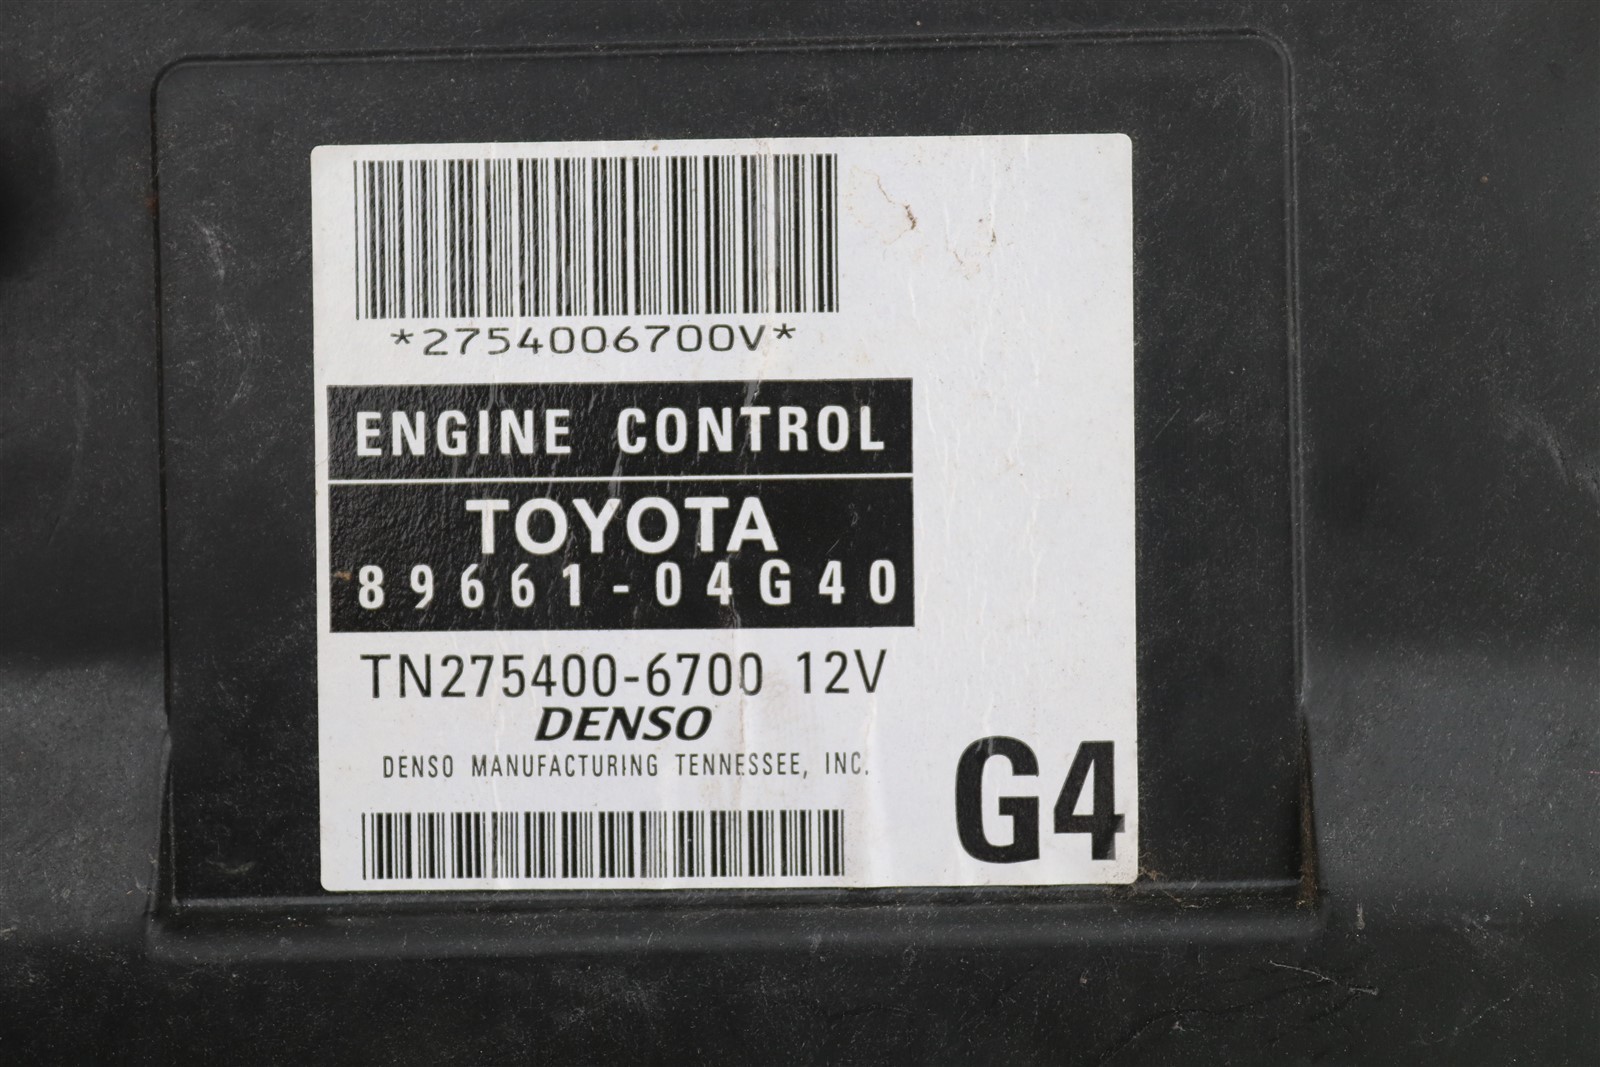 *2754006700V*
ENGINE CONTROL
TOYOTA
89661-04G40
TN275400-6700 12V
DENSO
DENSO MANUFACTURING TENNESSEE, INC.
G4